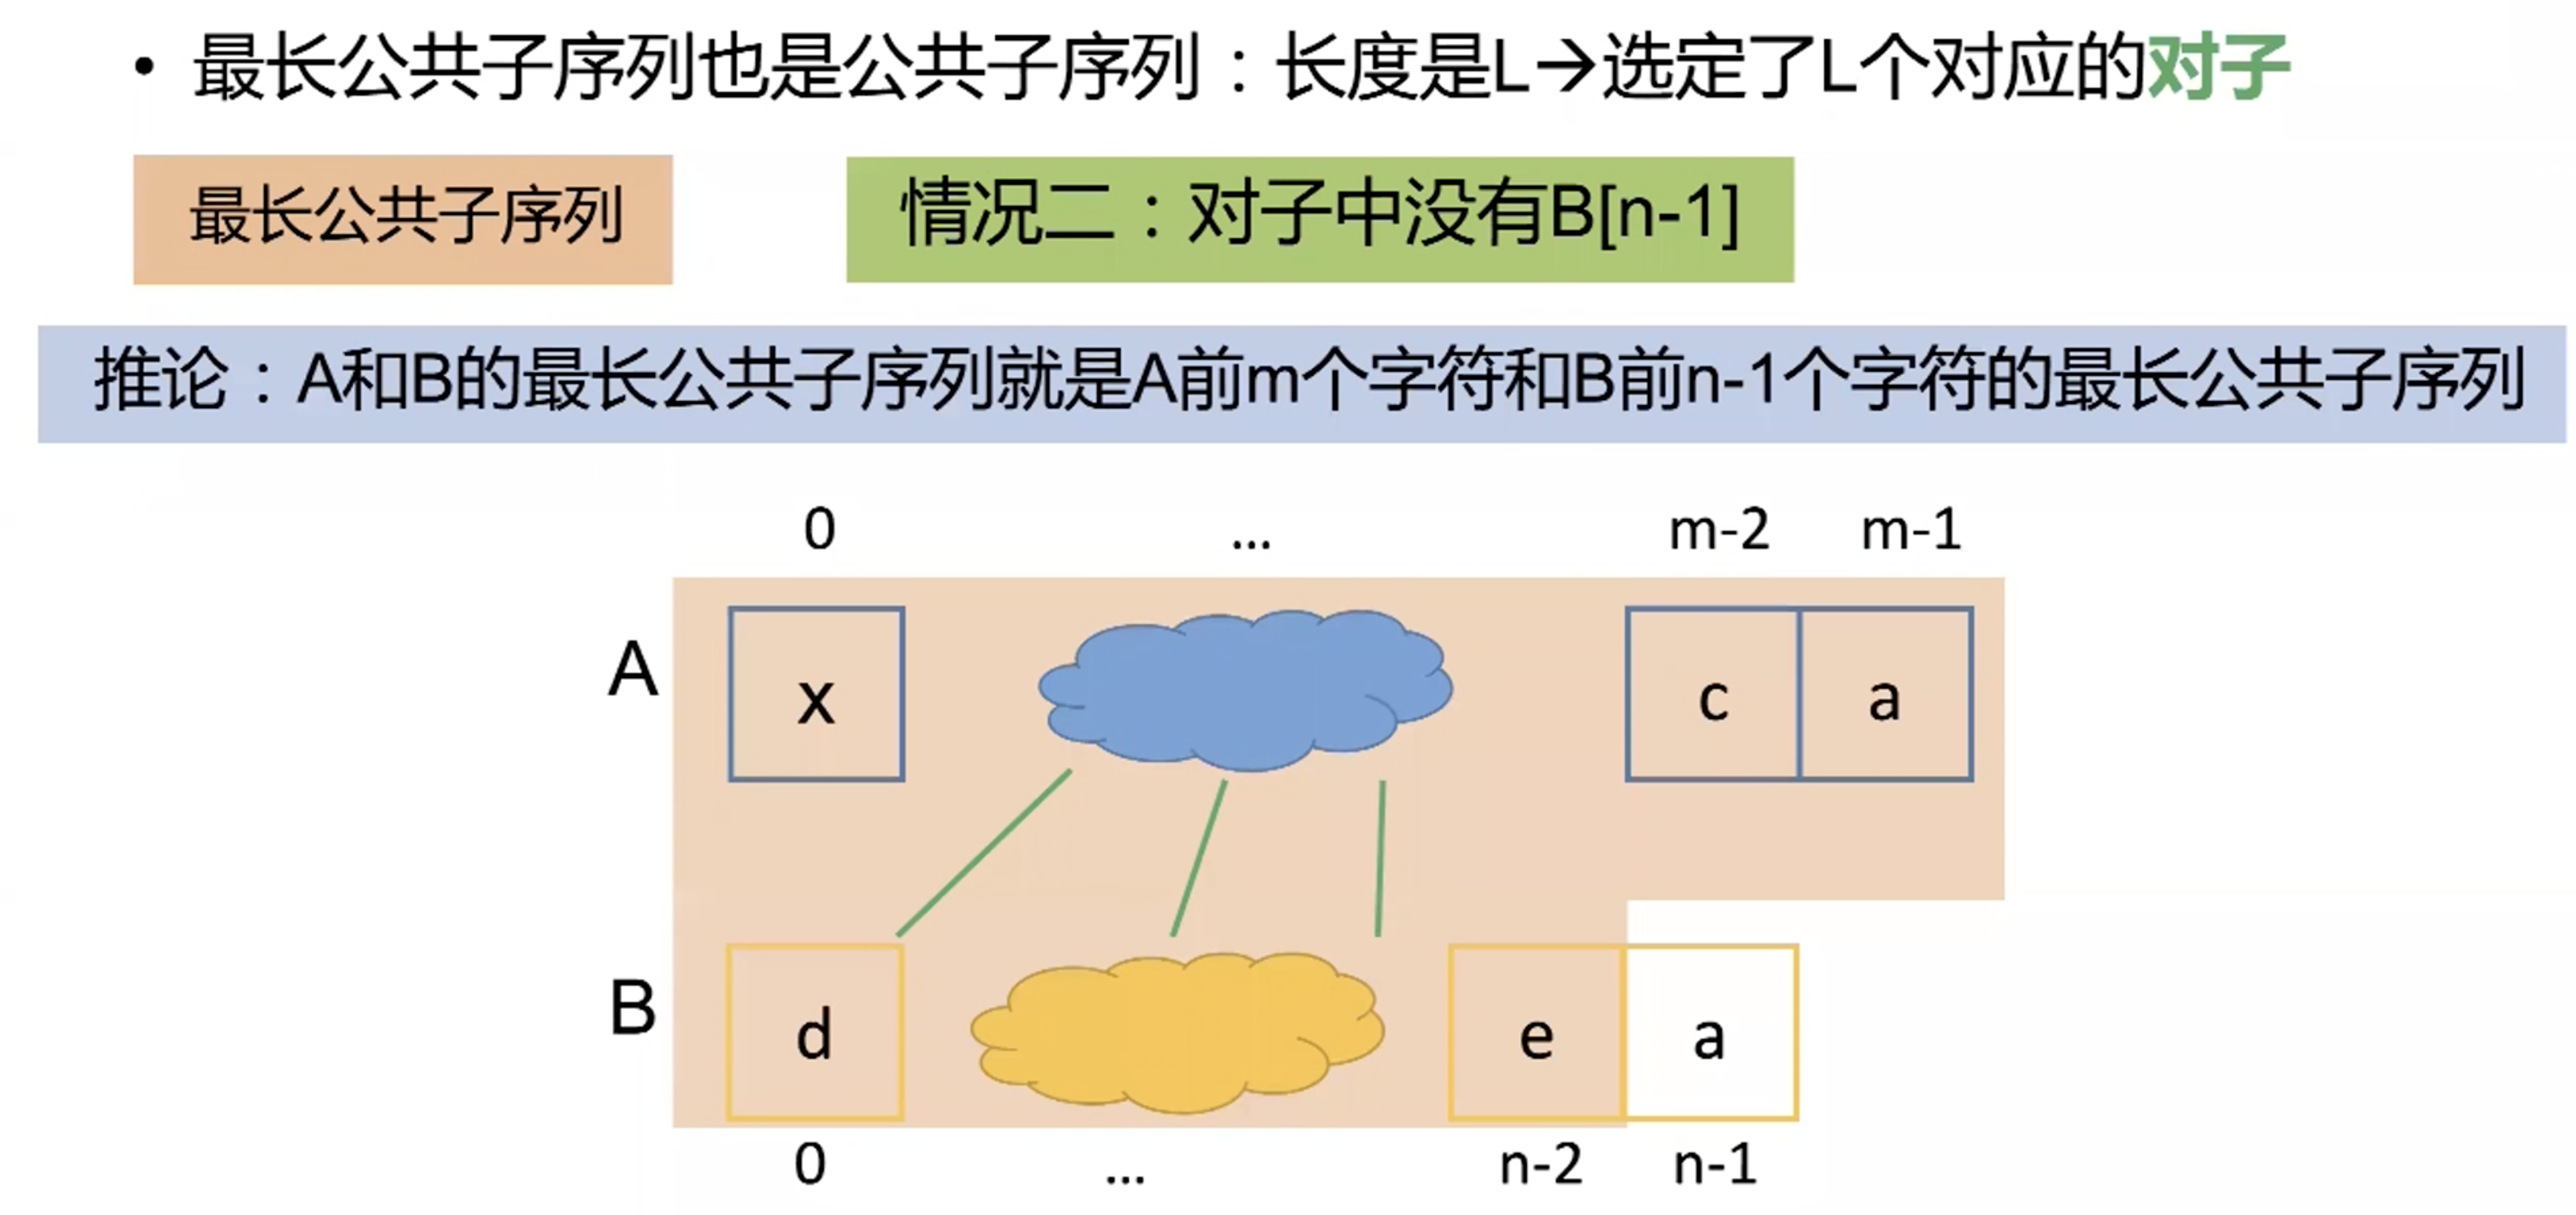 • 最长公共子序列也是公共子序列：长度是L→选定了L个对应的对子
最长公共子序列
情况二：对子中没有B[n-1]
推论：A和B的最长公共子序列就是A前m个字符和B前n-1个字符的最长公共子序列
0 ... m-2 m-1
A x c a
B d e a
0 ... n-2 n-1